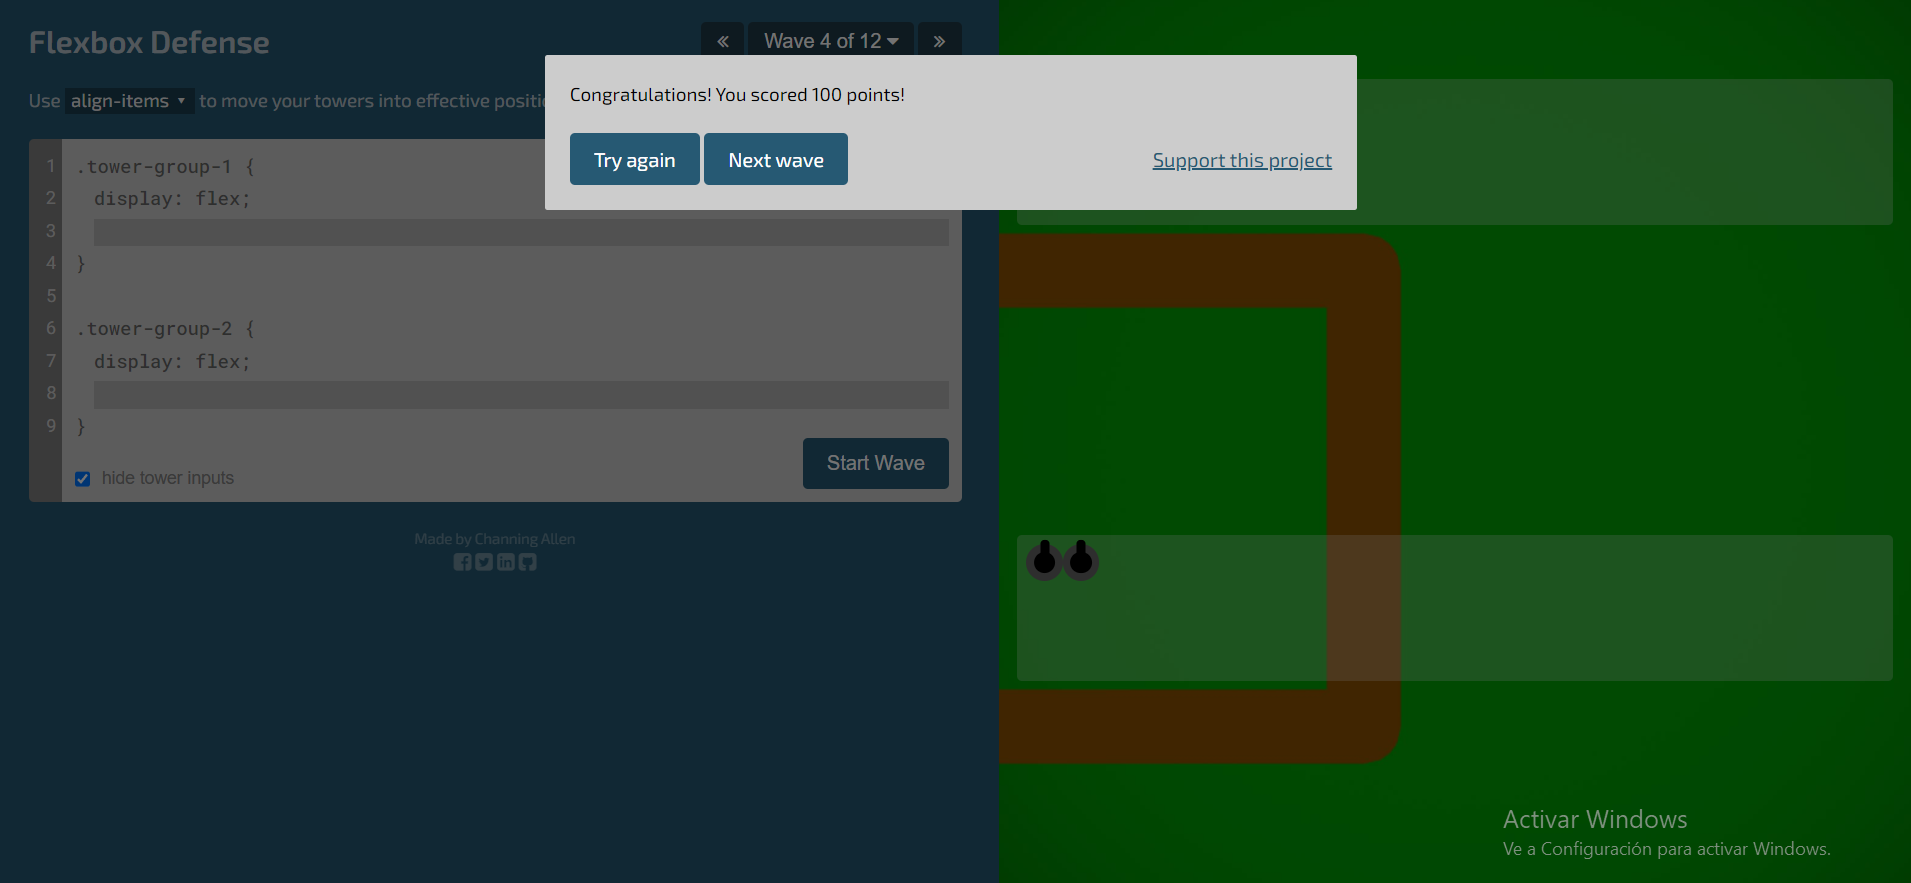 Flexbox Defense
« Wave 4 of 12 »
Use align-items to move your towers into effective positio
Congratulations! You scored 100 points!
Try again Next wave Support this project
1 .tower-group-1 {
2 display: flex;
3
4 }
5
6 .tower-group-2 {
7 display: flex;
8
9 }
hide tower inputs
Start Wave
Made by Channing Allen
Activar Windows
Ve a Configuración para activar Windows.